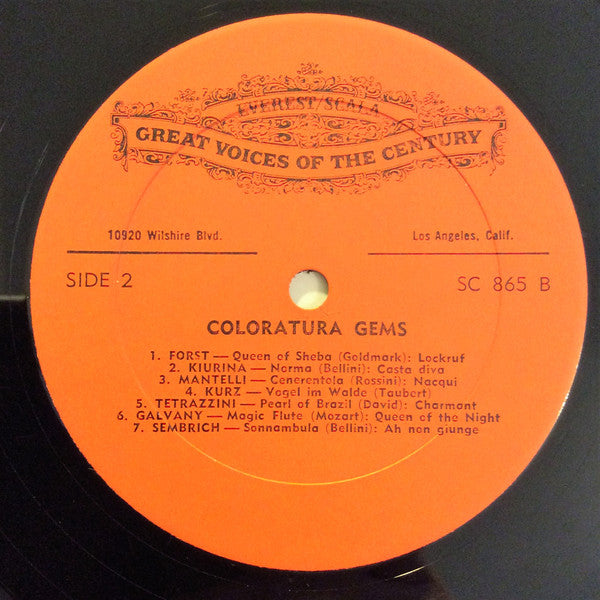 EVEREST/SCALA
GREAT VOICES OF THE CENTURY
10920 Wilshire Blvd. Los Angeles, Calif.
SIDE 2 SC 865 B
COLORATURA GEMS
1. FORST — Queen of Sheba (Goldmark): Lockruf
2. KIURINA — Norma (Bellini): Casta diva
3. MANTELLI — Cenerentola (Rossini): Nacqui
4. KURZ — Vogel im Walde (Taubert)
5. TETRAZZINI — Pearl of Brazil (David): Charmant
6. GALVANY — Magic Flute (Mozart): Queen of the Night
7. SEMBRICH — Sonnambula (Bellini): Ah non giunge